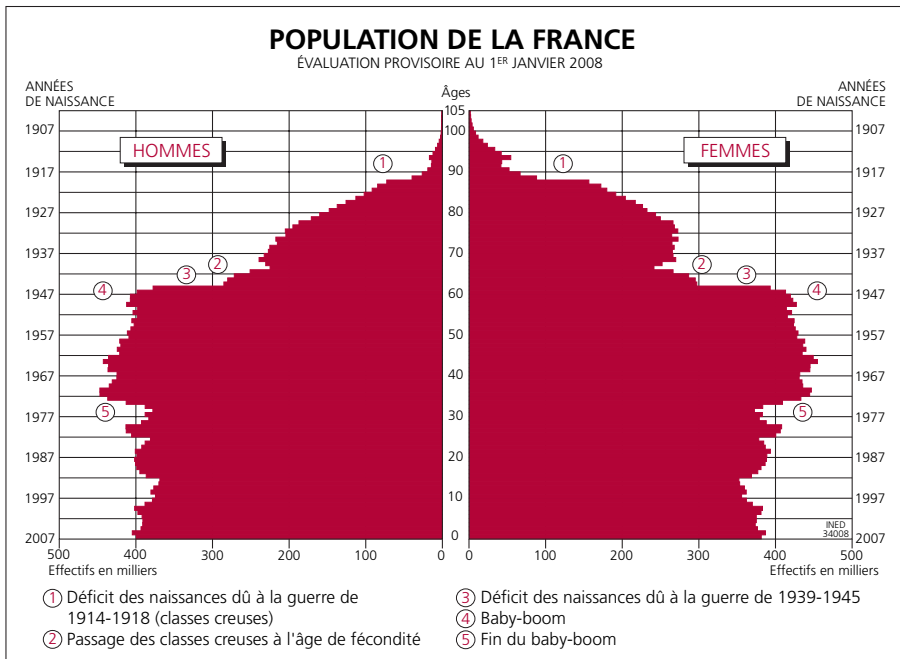 POPULATION DE LA FRANCE
ÉVALUATION PROVISOIRE AU 1ER JANVIER 2008
ANNÉES
DE NAISSANCE
Âges
ANNÉES
DE NAISSANCE
HOMMES
FEMMES
1907
1917
1927
1937
1947
1957
1967
1977
1987
1997
2007
105
100
90
80
70
60
50
40
30
20
10
0
1907
1917
1927
1937
1947
1957
1967
1977
1987
1997
2007
1
2
3
4
5
1
2
3
4
5
INED
34008
500 400 300 200 100 0
0 100 200 300 400 500
Effectifs en milliers
Effectifs en milliers
1 Déficit des naissances dû à la guerre de
1914-1918 (classes creuses)
2 Passage des classes creuses à l'âge de fécondité
3 Déficit des naissances dû à la guerre de 1939-1945
4 Baby-boom
5 Fin du baby-boom